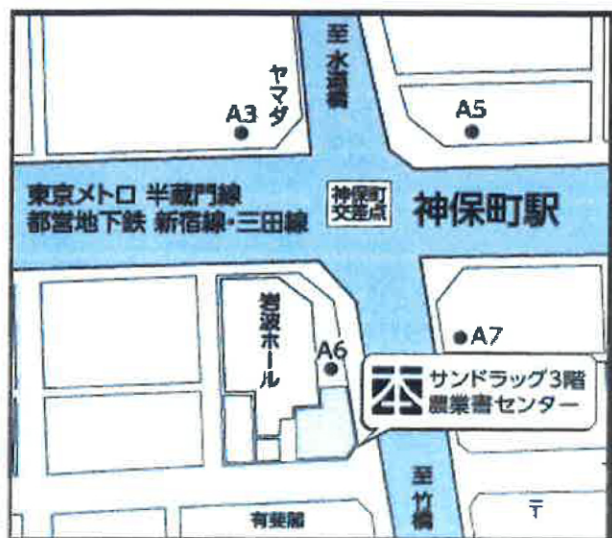 至 水道橋
ヤマダ
A3
A5
東京メトロ 半蔵門線
都営地下鉄 新宿線・三田線
神保町
交差点
神保町駅
岩波ホール
A6
A7
サンドラッグ3階
農業書センター
至 竹橋
有斐閣
〒